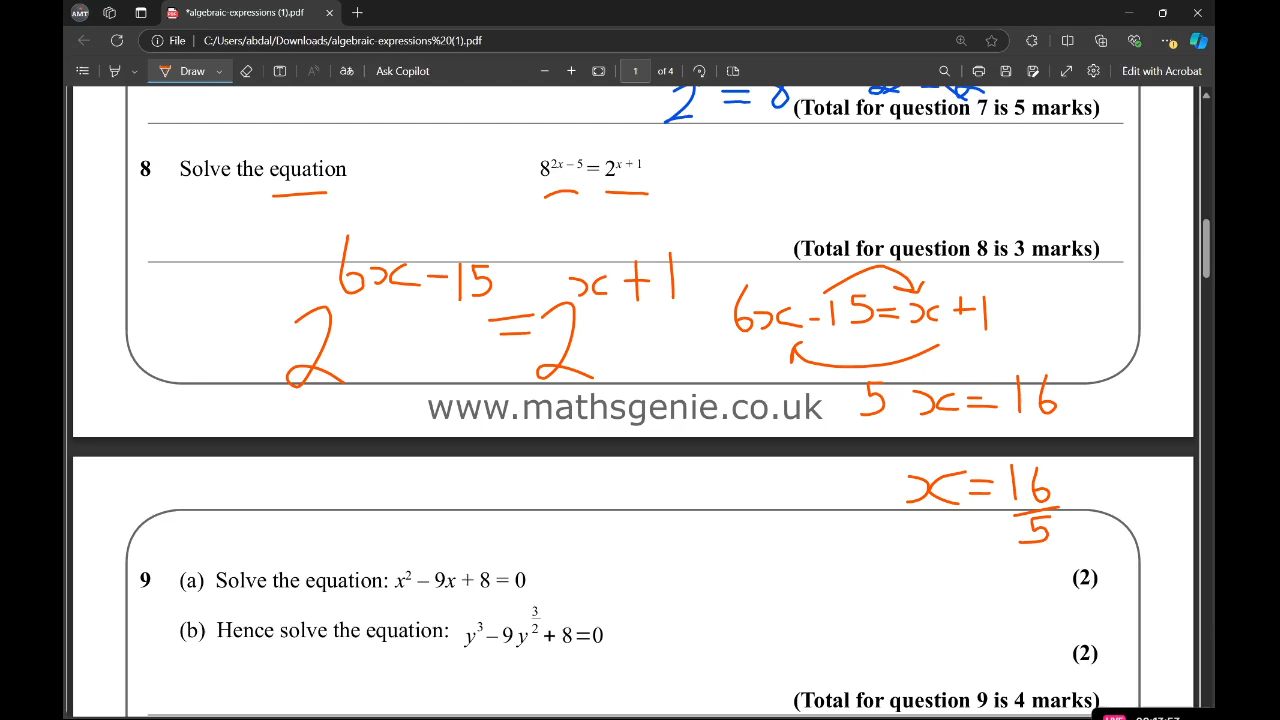 *algebraic-expressions (1).pdf
File C:/Users/abdal/Downloads/algebraic-expressions%20(1).pdf
Draw Ask Copilot 1 of 4 Edit with Acrobat
2 = 8
(Total for question 7 is 5 marks)
8 Solve the equation 8^{2x – 5} = 2^{x + 1}
(Total for question 8 is 3 marks)
2^{6x-15} = 2^{x+1}
6x-15=x+1
5x=16
www.mathsgenie.co.uk
x=16/5
9 (a) Solve the equation: x² – 9x + 8 = 0 (2)
(b) Hence solve the equation: y³ – 9y^{3/2} + 8=0
(2)
(Total for question 9 is 4 marks)